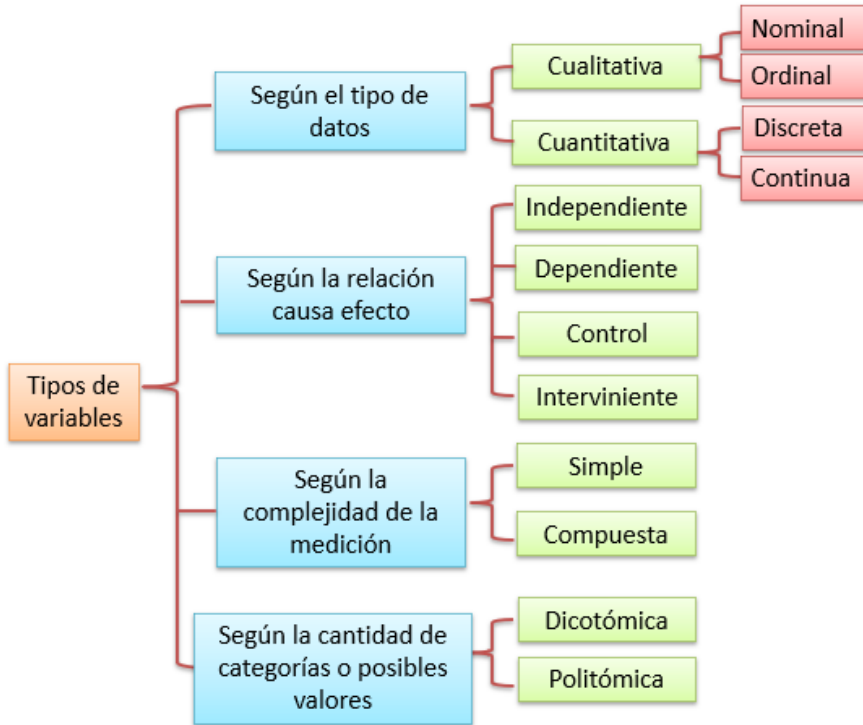 Tipos de
variables
Según el tipo de
datos
Cualitativa
Nominal
Ordinal
Cuantitativa
Discreta
Continua
Según la relación
causa efecto
Independiente
Dependiente
Control
Interviniente
Según la
complejidad de la
medición
Simple
Compuesta
Según la cantidad de
categorías o posibles
valores
Dicotómica
Politómica